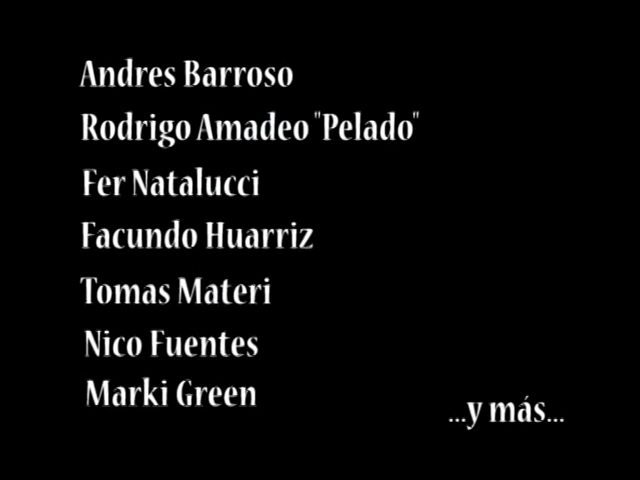 Andres Barroso
Rodrigo Amadeo "Pelado"
Fer Natalucci
Facundo Huarriz
Tomas Materi
Nico Fuentes
Marki Green
...y más...